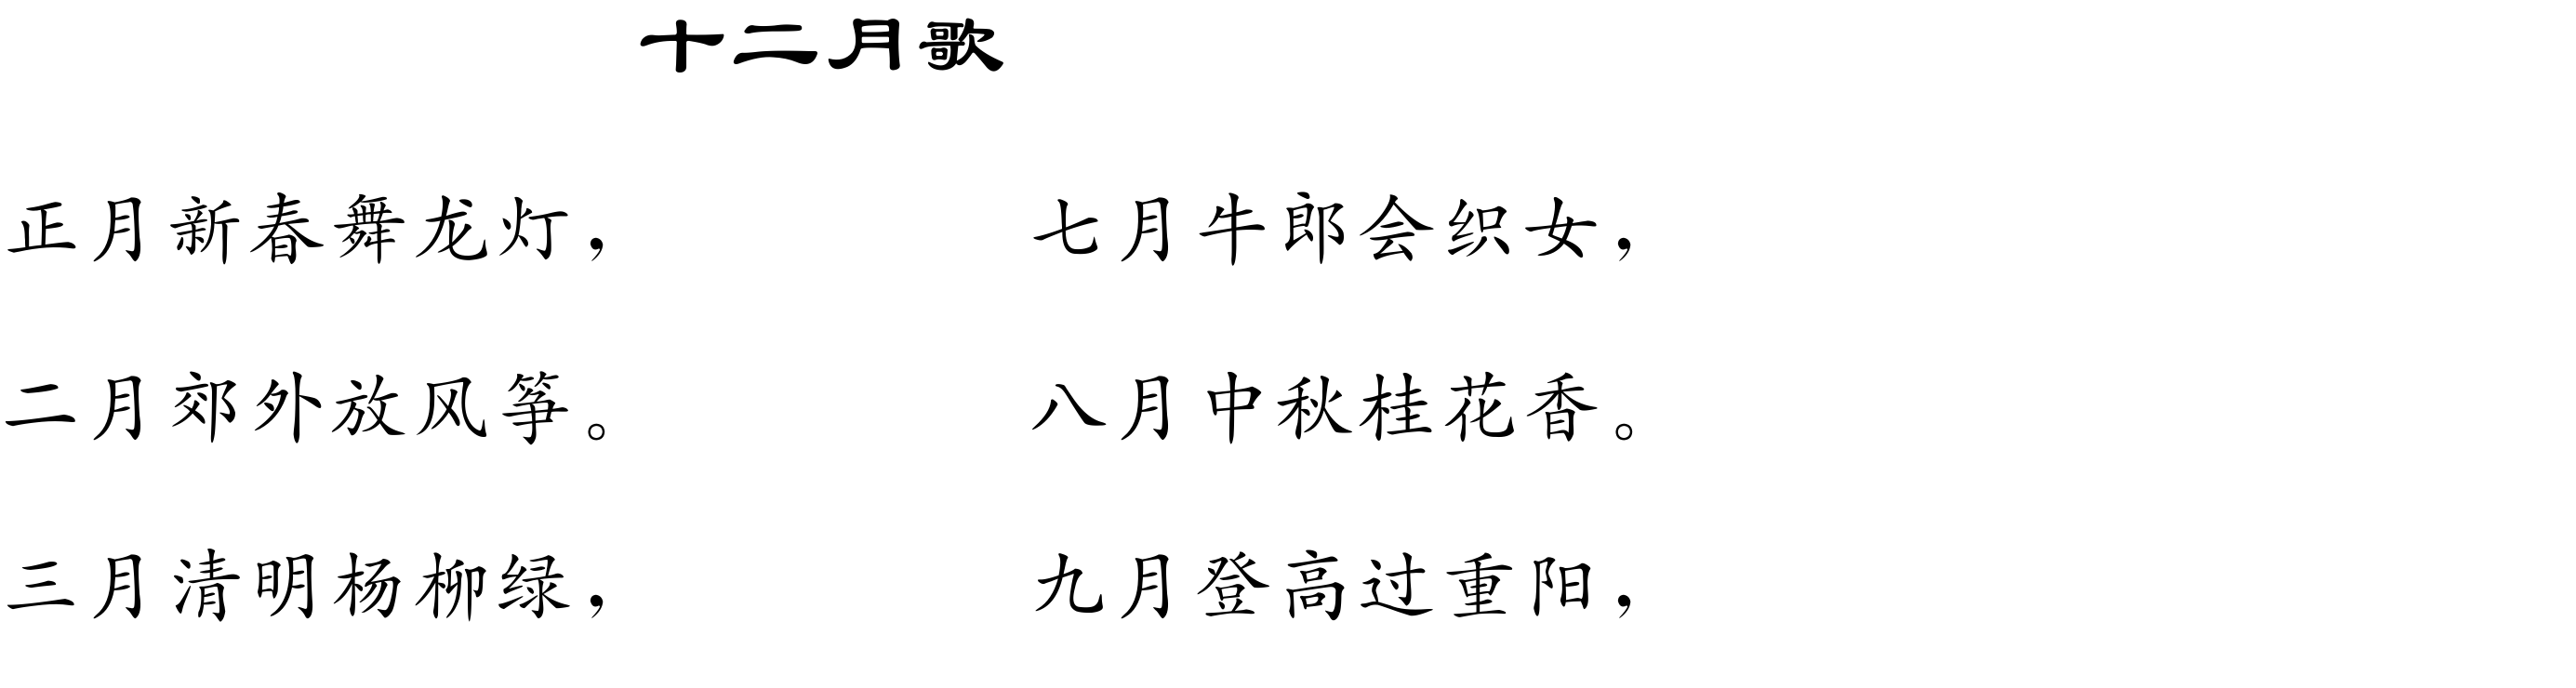 十二月歌
正月新春舞龙灯，
二月郊外放风筝。
三月清明杨柳绿，
七月牛郎会织女，
八月中秋桂花香。
九月登高过重阳，